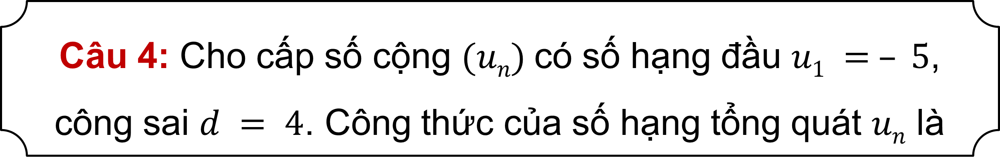 Câu 4: Cho cấp số cộng (uₙ) có số hạng đầu u₁ = – 5,
công sai d = 4. Công thức của số hạng tổng quát uₙ là